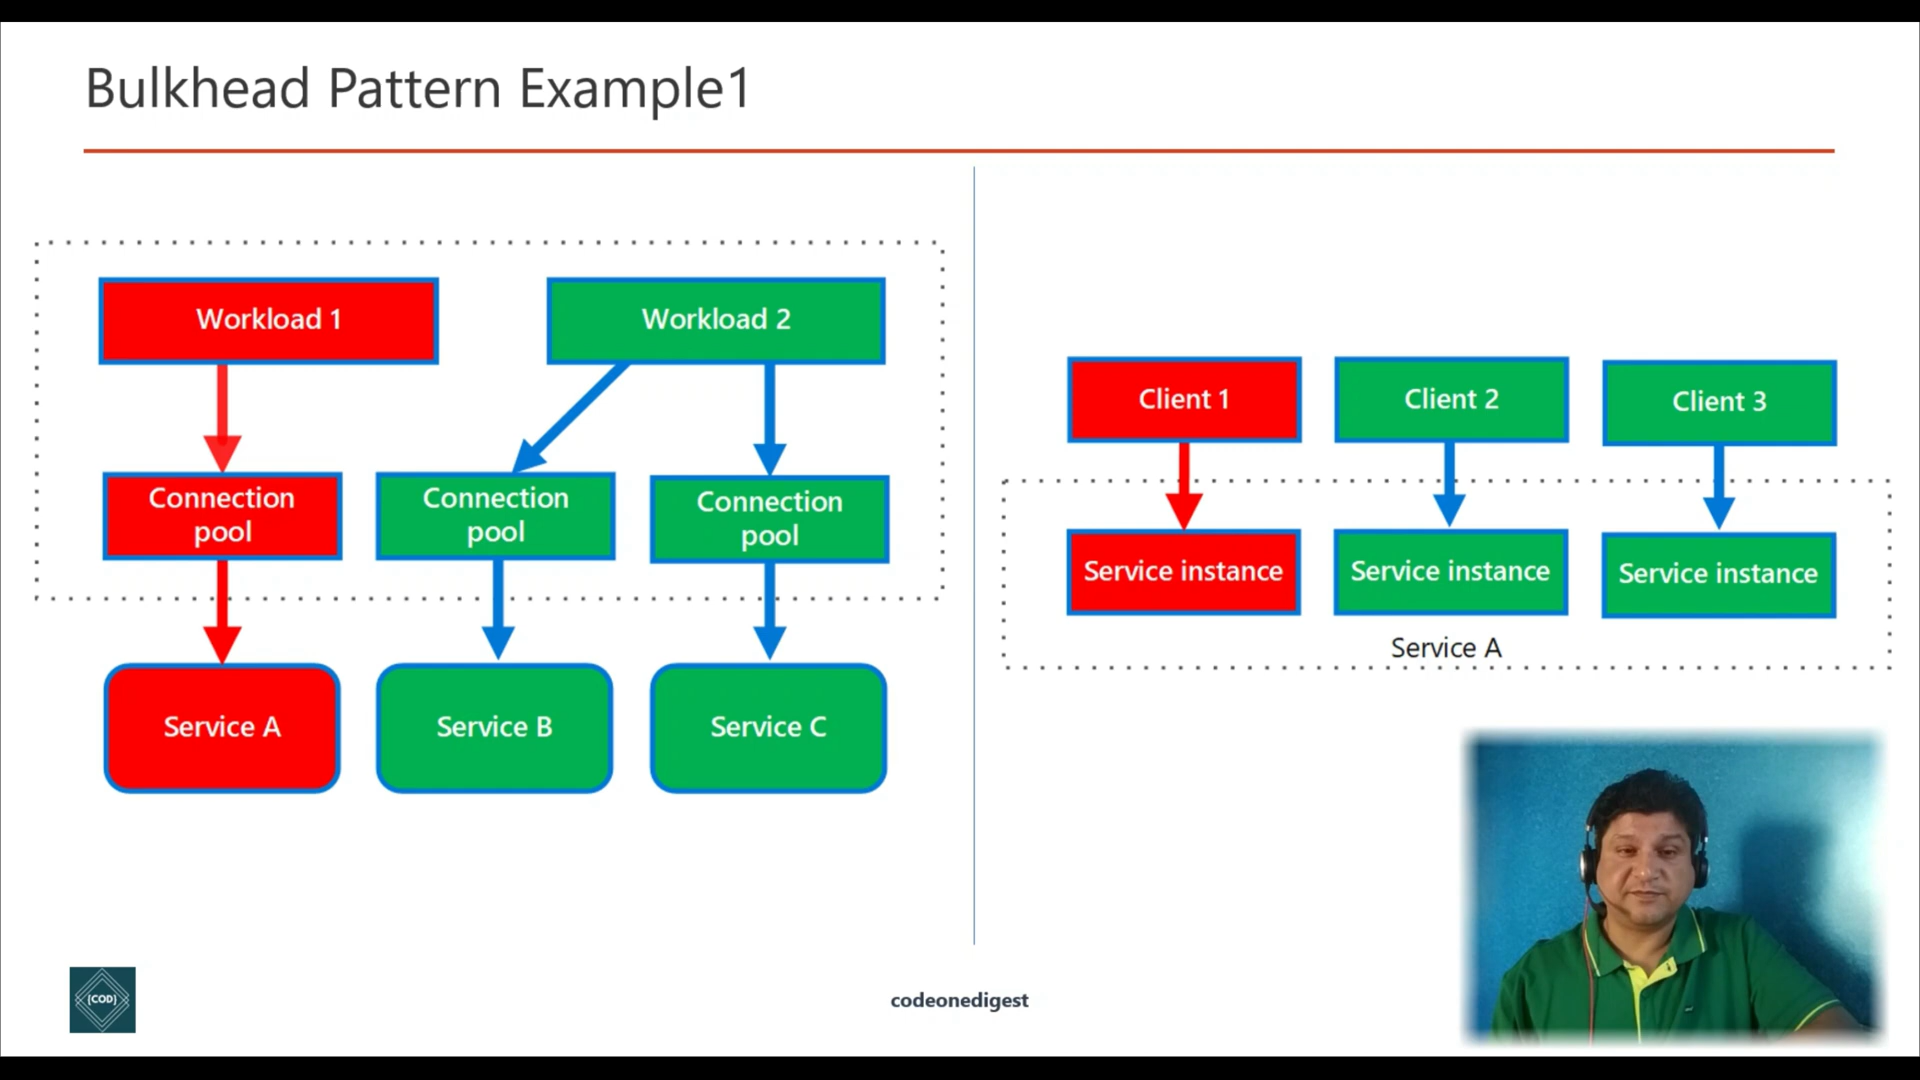 Bulkhead Pattern Example1
Workload 1
Workload 2
Connection
pool
Connection
pool
Connection
pool
Service A
Service B
Service C
Client 1
Client 2
Client 3
Service instance
Service instance
Service instance
Service A
{COD}
codeonedigest